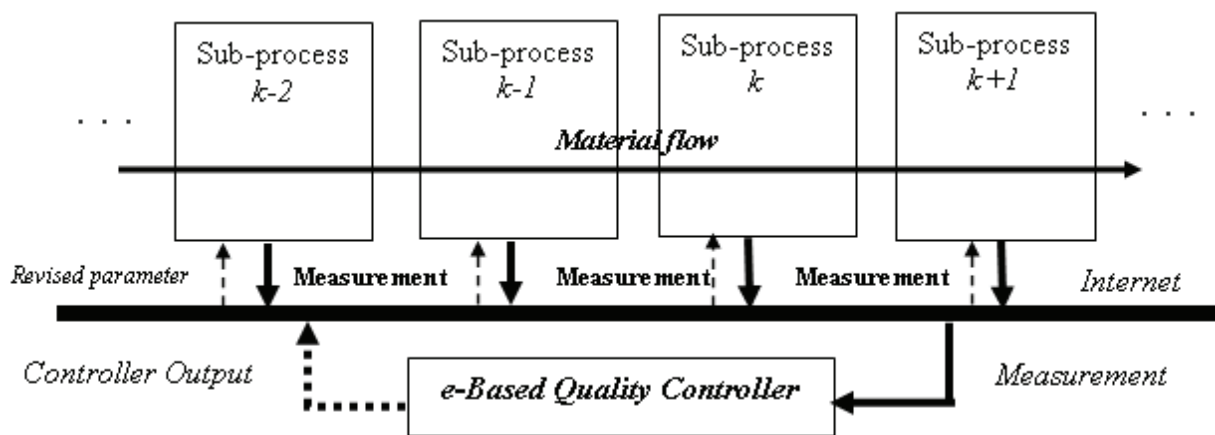 Sub-process
k-2
Sub-process
k-1
Sub-process
k
Sub-process
k+1
. . .
. . .
Material flow
Revised parameter
Measurement
Measurement
Measurement
Internet
Controller Output
e-Based Quality Controller
Measurement